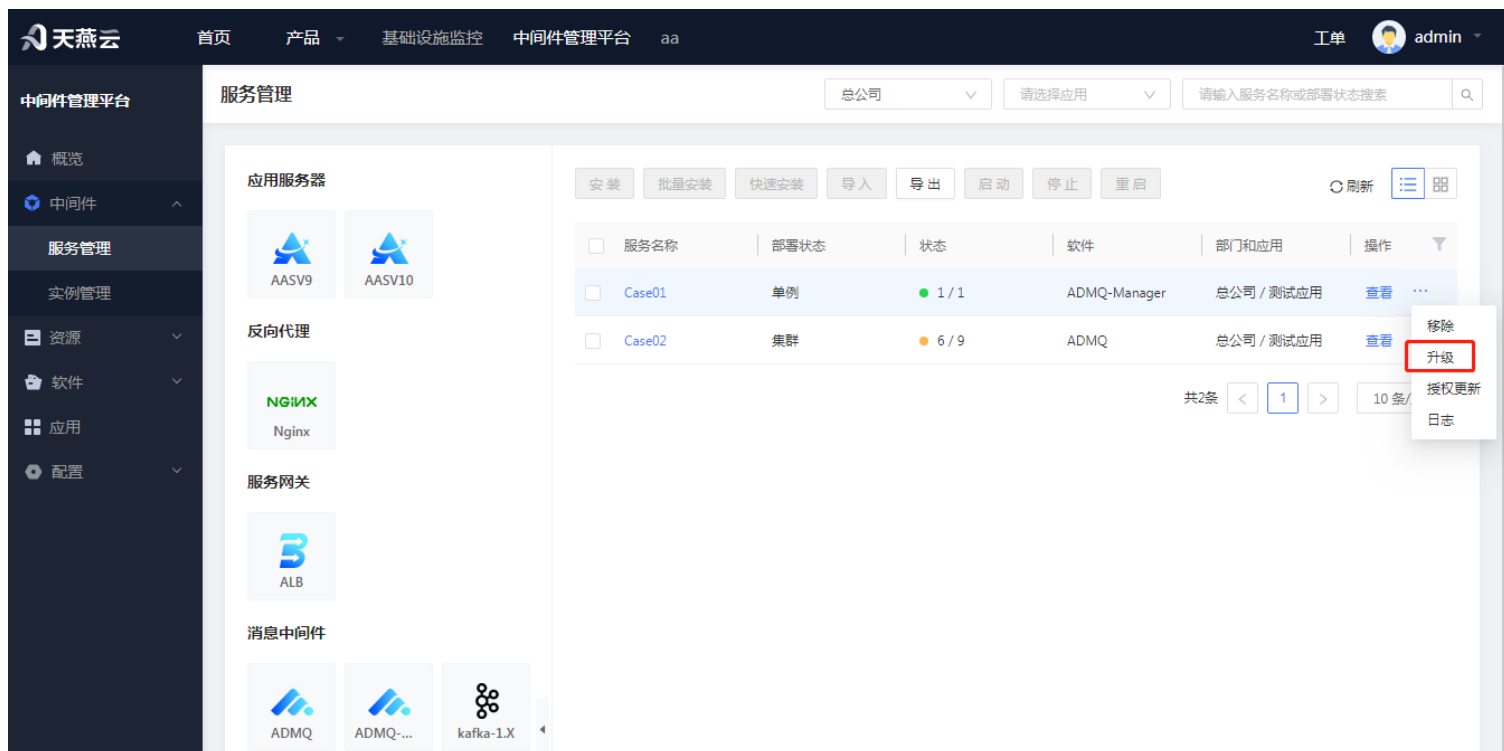 天燕云 首页 产品 基础设施监控 中间件管理平台 aa 工单 admin
中间件管理平台
概览
中间件
服务管理
实例管理
资源
软件
应用
配置
服务管理 总公司 请选择应用 请输入服务名称或部署状态搜索
应用服务器
AASV9 AASV10
反向代理
NGINX
Nginx
服务网关
ALB
消息中间件
ADMQ ADMQ-... kafka-1.X
安装 批量安装 快速安装 导入 导出 启动 停止 重启 刷新
服务名称 部署状态 状态 软件 部门和应用 操作
Case01 单例 1 / 1 ADMQ-Manager 总公司 / 测试应用 查看 ···
Case02 集群 6 / 9 ADMQ 总公司 / 测试应用 查看
共2条 < 1 > 10 条/
移除
升级
授权更新
日志